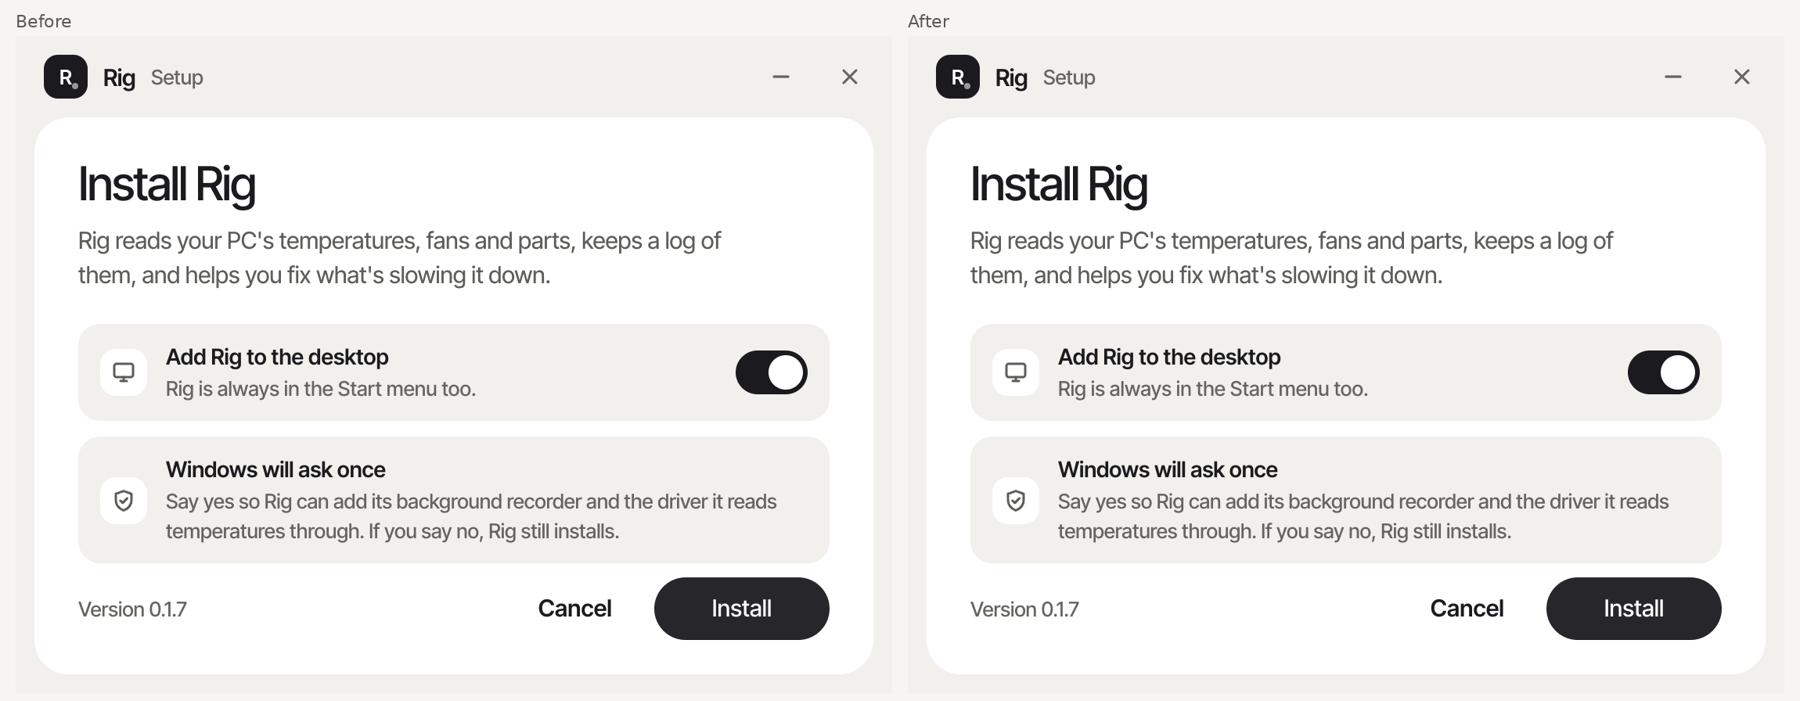 Before
R.
Rig Setup
Install Rig
Rig reads your PC's temperatures, fans and parts, keeps a log of
them, and helps you fix what's slowing it down.
Add Rig to the desktop
Rig is always in the Start menu too.
Windows will ask once
Say yes so Rig can add its background recorder and the driver it reads
temperatures through. If you say no, Rig still installs.
Version 0.1.7
Cancel
Install
After
R.
Rig Setup
Install Rig
Rig reads your PC's temperatures, fans and parts, keeps a log of
them, and helps you fix what's slowing it down.
Add Rig to the desktop
Rig is always in the Start menu too.
Windows will ask once
Say yes so Rig can add its background recorder and the driver it reads
temperatures through. If you say no, Rig still installs.
Version 0.1.7
Cancel
Install